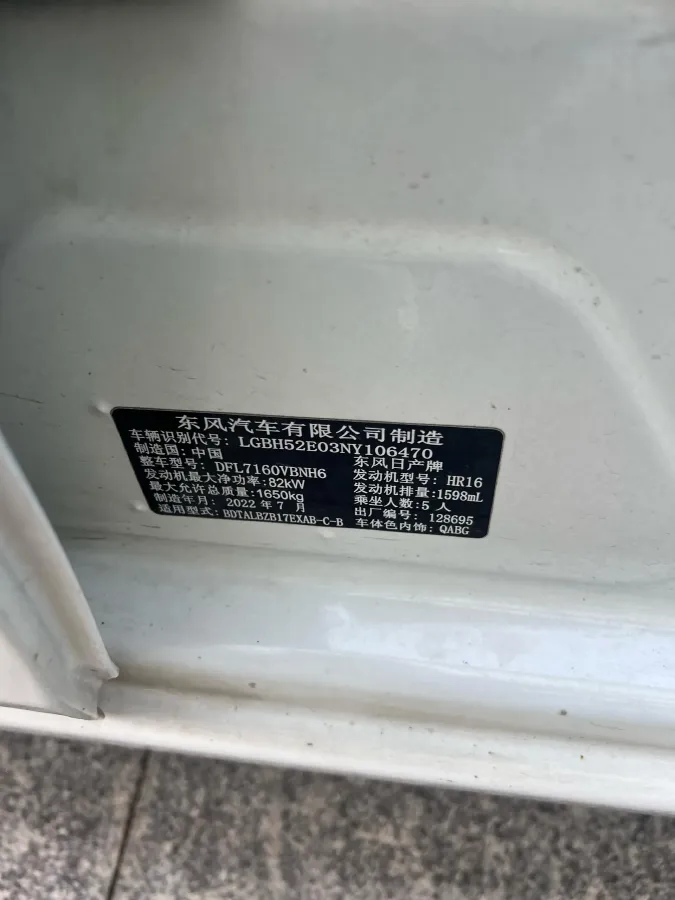 东风汽车有限公司制造
车辆识别代号: LGBH52E03NY106470
制造国: 中国 东风日产牌
整车型号: DFL7160VBNH6 发动机型号: HR16
发动机最大净功率: 82kW 发动机排量: 1598mL
最大允许总质量: 1650kg 乘坐人数: 5 人
制造年月: 2022 年 7 月 出厂编号: 128695
适用型式: BDTALBZB17EXAB-C-B 车体色内饰: QABG